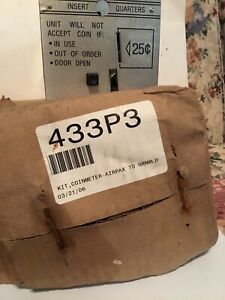 INSERT QUARTERS
UNIT WILL NOT
ACCEPT COIN IF:
• IN USE
• OUT OF ORDER
• DOOR OPEN
25¢
433P3
KIT, COINMETER-AIRPAX TO GRNWLD
03/21/06